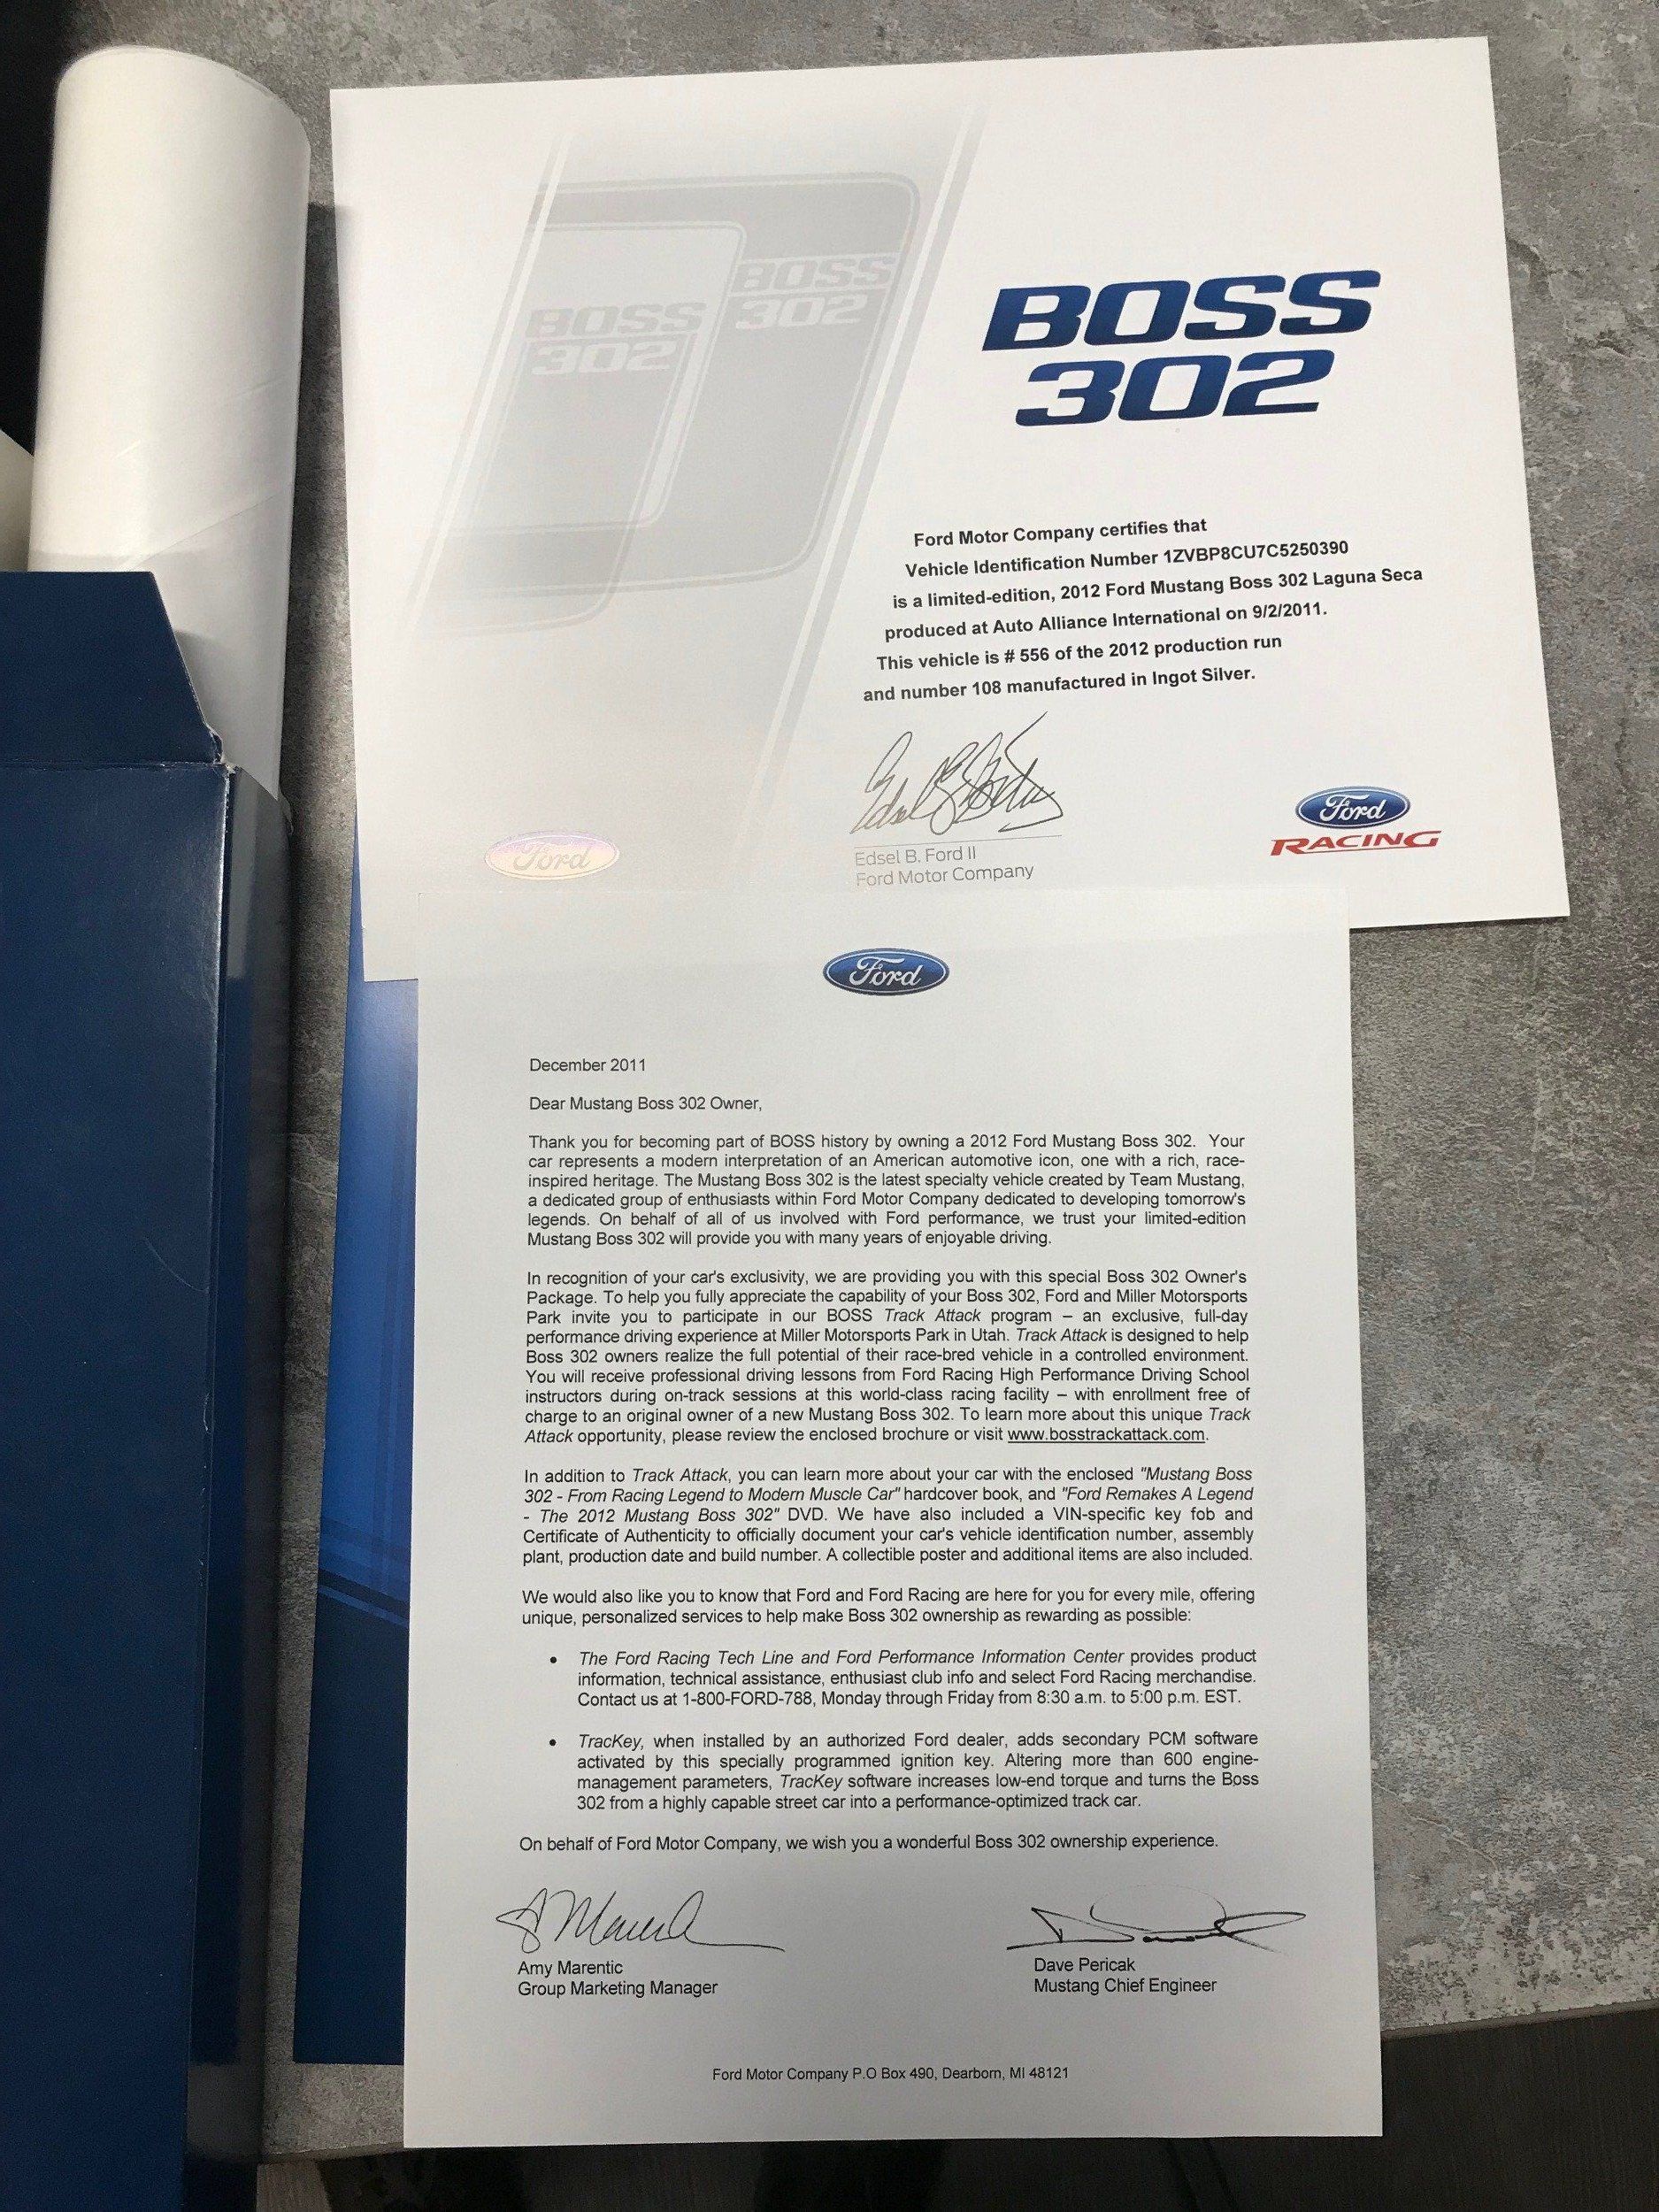 BOSS
302
BOSS
302
BOSS
302
Ford Motor Company certifies that
Vehicle Identification Number 1ZVBP8CU7C5250390
is a limited-edition, 2012 Ford Mustang Boss 302 Laguna Seca
produced at Auto Alliance International on 9/2/2011.
This vehicle is # 556 of the 2012 production run
and number 108 manufactured in Ingot Silver.
Edsel B. Ford II
Ford Motor Company
Ford
Ford
RACING
Ford
December 2011
Dear Mustang Boss 302 Owner,
Thank you for becoming part of BOSS history by owning a 2012 Ford Mustang Boss 302. Your
car represents a modern interpretation of an American automotive icon, one with a rich, race-
inspired heritage. The Mustang Boss 302 is the latest specialty vehicle created by Team Mustang,
a dedicated group of enthusiasts within Ford Motor Company dedicated to developing tomorrow's
legends. On behalf of all of us involved with Ford performance, we trust your limited-edition
Mustang Boss 302 will provide you with many years of enjoyable driving.
In recognition of your car's exclusivity, we are providing you with this special Boss 302 Owner's
Package. To help you fully appreciate the capability of your Boss 302, Ford and Miller Motorsports
Park invite you to participate in our BOSS Track Attack program – an exclusive, full-day
performance driving experience at Miller Motorsports Park in Utah. Track Attack is designed to help
Boss 302 owners realize the full potential of their race-bred vehicle in a controlled environment.
You will receive professional driving lessons from Ford Racing High Performance Driving School
instructors during on-track sessions at this world-class racing facility – with enrollment free of
charge to an original owner of a new Mustang Boss 302. To learn more about this unique Track
Attack opportunity, please review the enclosed brochure or visit www.bosstrackattack.com.
In addition to Track Attack, you can learn more about your car with the enclosed "Mustang Boss
302 - From Racing Legend to Modern Muscle Car" hardcover book, and "Ford Remakes A Legend
- The 2012 Mustang Boss 302" DVD. We have also included a VIN-specific key fob and
Certificate of Authenticity to officially document your car's vehicle identification number, assembly
plant, production date and build number. A collectible poster and additional items are also included.
We would also like you to know that Ford and Ford Racing are here for you for every mile, offering
unique, personalized services to help make Boss 302 ownership as rewarding as possible:
• The Ford Racing Tech Line and Ford Performance Information Center provides product
information, technical assistance, enthusiast club info and select Ford Racing merchandise.
Contact us at 1-800-FORD-788, Monday through Friday from 8:30 a.m. to 5:00 p.m. EST.
• TracKey, when installed by an authorized Ford dealer, adds secondary PCM software
activated by this specially programmed ignition key. Altering more than 600 engine-
management parameters, TracKey software increases low-end torque and turns the Boss
302 from a highly capable street car into a performance-optimized track car.
On behalf of Ford Motor Company, we wish you a wonderful Boss 302 ownership experience.
Amy Marentic
Group Marketing Manager
Dave Pericak
Mustang Chief Engineer
Ford Motor Company P.O Box 490, Dearborn, MI 48121